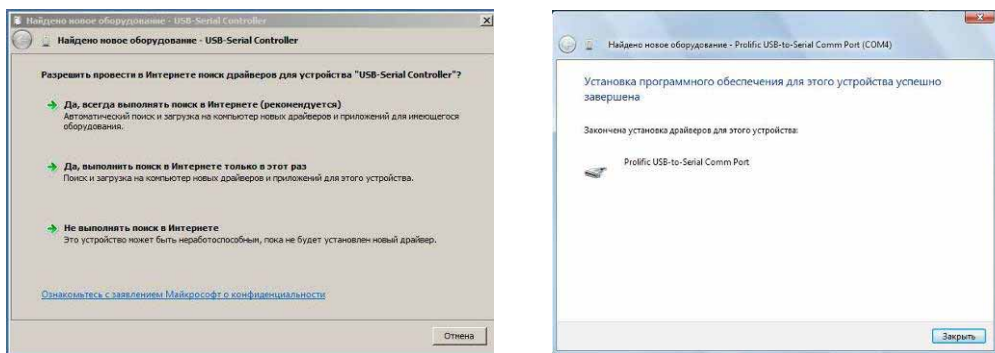 Найдено новое оборудование - USB-Serial Controller
Найдено новое оборудование - USB-Serial Controller
Разрешить провести в Интернете поиск драйверов для устройства "USB-Serial Controller"?
Да, всегда выполнять поиск в Интернете (рекомендуется)
Автоматический поиск и загрузка на компьютер новых драйверов и приложений для имеющегося
оборудования.
Да, выполнить поиск в Интернете только в этот раз
Поиск и загрузка на компьютер новых драйверов и приложений для этого устройства.
Не выполнять поиск в Интернете
Это устройство может быть неработоспособным, пока не будет установлен новый драйвер.
Ознакомьтесь с заявлением Майкрософт о конфиденциальности
Отмена
Найдено новое оборудование - Prolific USB-to-Serial Comm Port (COM4)
Установка программного обеспечения для этого устройства успешно
завершена
Закончена установка драйверов для этого устройства:
Prolific USB-to-Serial Comm Port
Закрыть